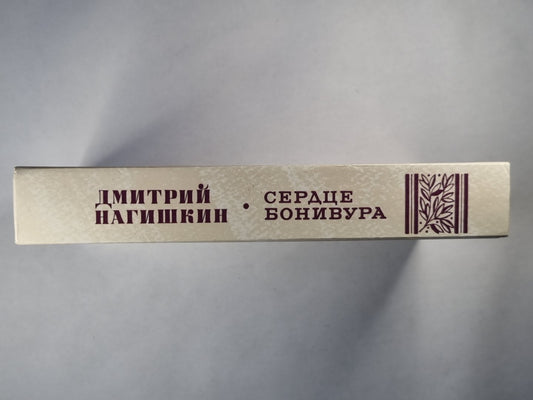 ДМИТРИЙ
НАГИШКИН
•
СЕРДЦЕ
БОНИВУРА